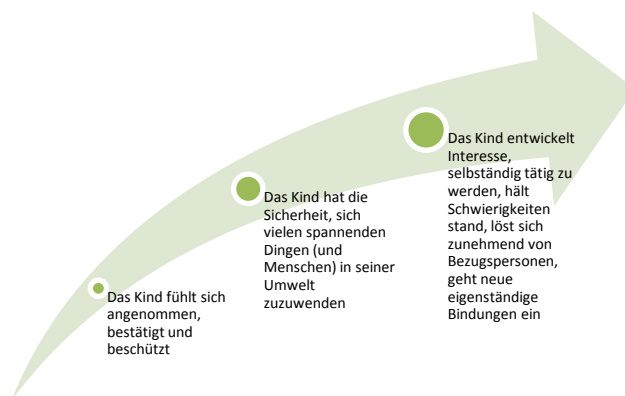 Das Kind fühlt sich
angenommen,
bestätigt und
beschützt
Das Kind hat die
Sicherheit, sich
vielen spannenden
Dingen (und
Menschen) in seiner
Umwelt
zuzuwenden
Das Kind entwickelt
Interesse,
selbständig tätig zu
werden, hält
Schwierigkeiten
stand, löst sich
zunehmend von
Bezugspersonen,
geht neue
eigenständige
Bindungen ein